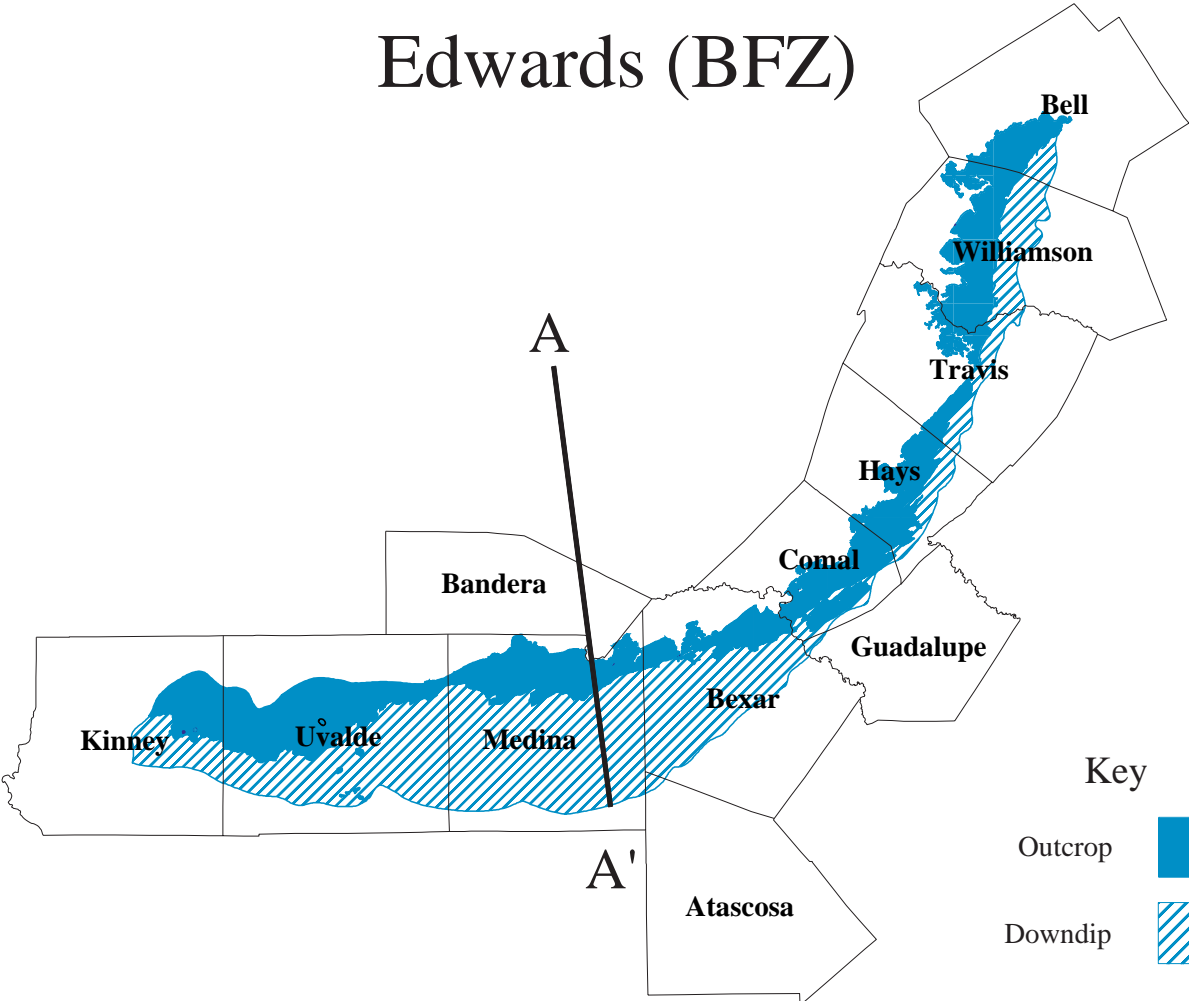 Edwards (BFZ)
Bell
Williamson
A
Travis
Hays
Comal
Bandera
Guadalupe
Bexar
Kinney
Uvalde
Medina
Key
Outcrop
A'
Atascosa
Downdip